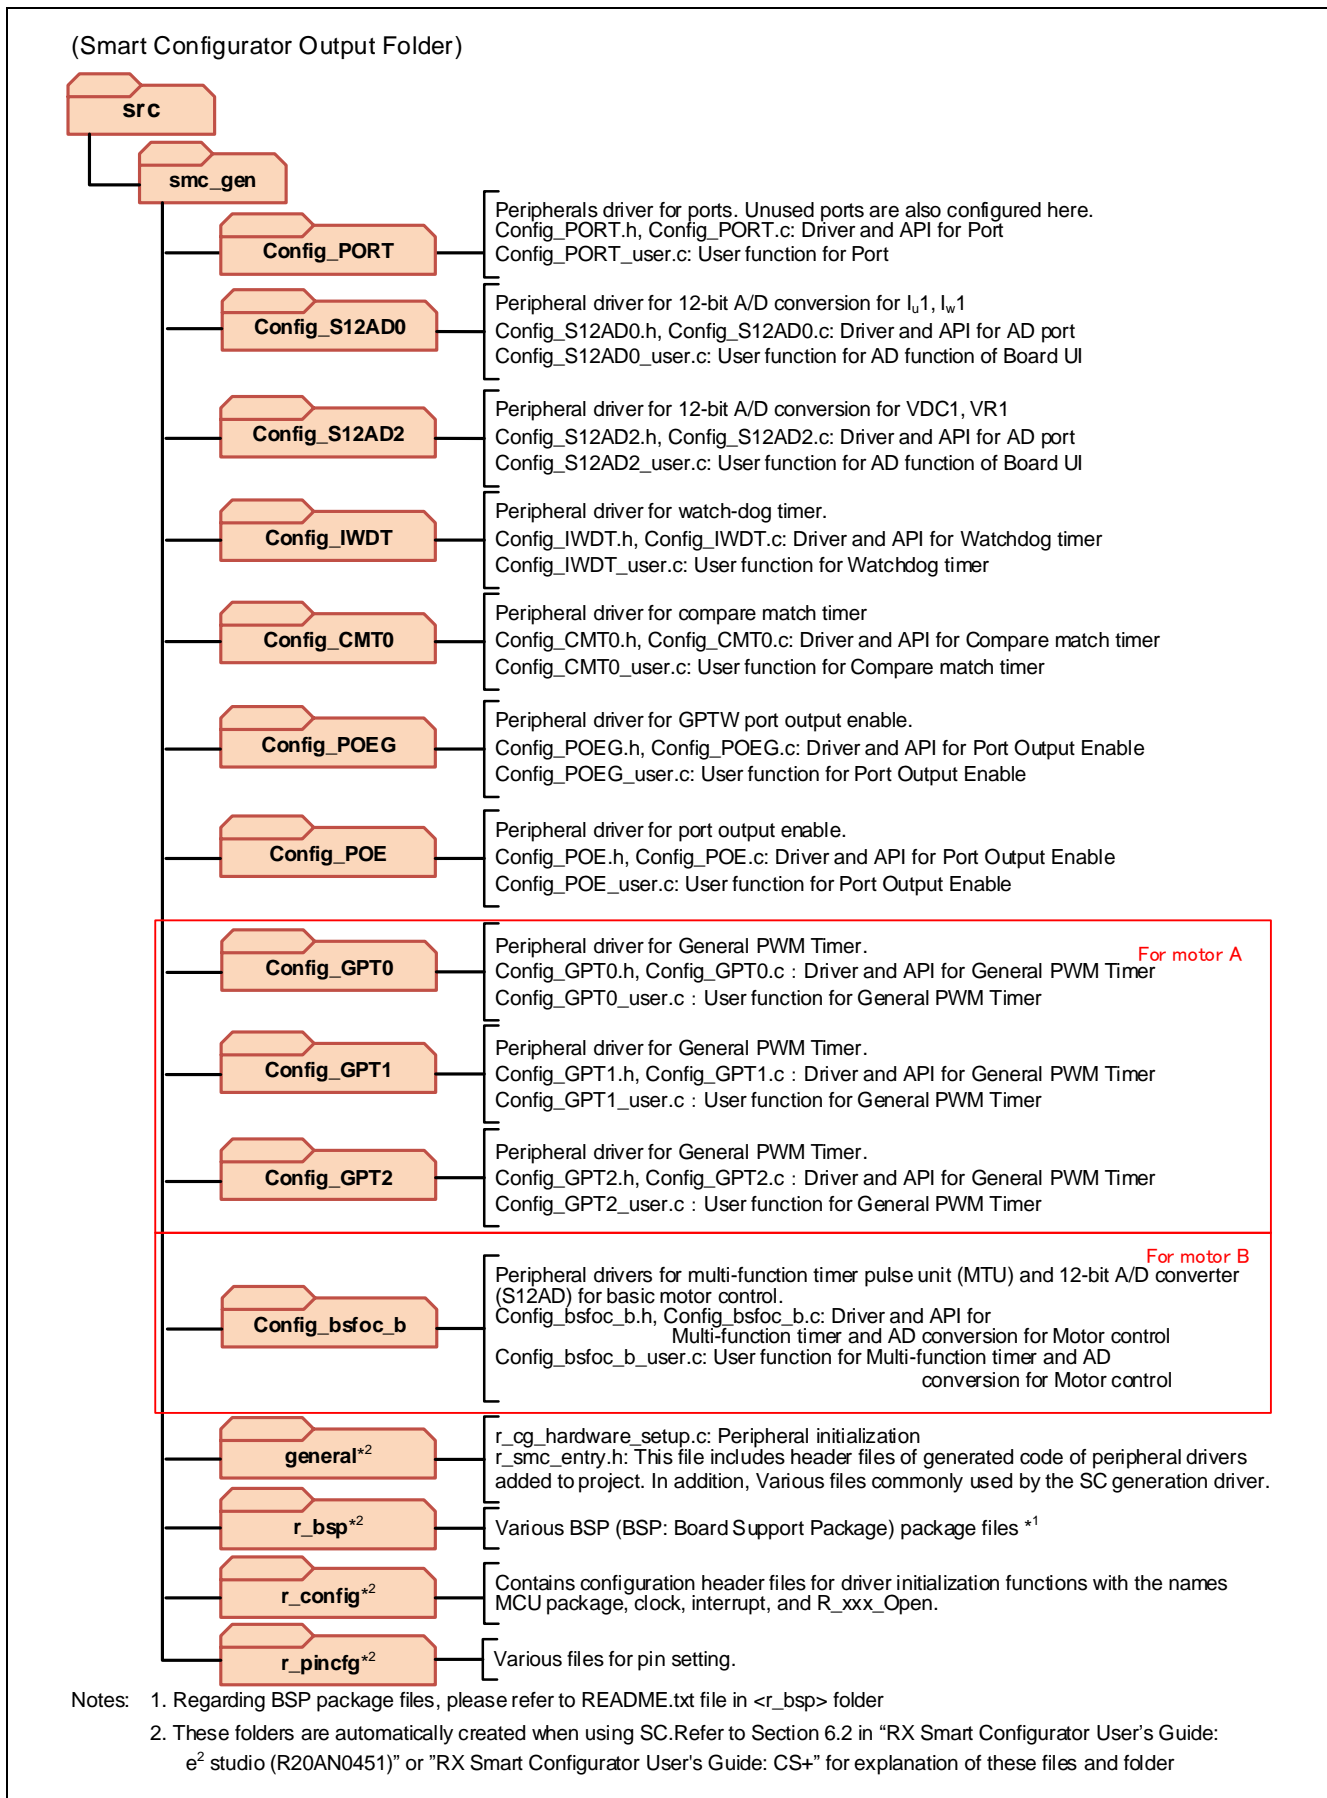 (Smart Configurator Output Folder)
src
smc_gen
Config_PORT
Peripherals driver for ports. Unused ports are also configured here.
Config_PORT.h, Config_PORT.c: Driver and API for Port
Config_PORT_user.c: User function for Port
Config_S12AD0
Peripheral driver for 12-bit A/D conversion for Iu1, Iw1
Config_S12AD0.h, Config_S12AD0.c: Driver and API for AD port
Config_S12AD0_user.c: User function for AD function of Board UI
Config_S12AD2
Peripheral driver for 12-bit A/D conversion for VDC1, VR1
Config_S12AD2.h, Config_S12AD2.c: Driver and API for AD port
Config_S12AD2_user.c: User function for AD function of Board UI
Config_IWDT
Peripheral driver for watch-dog timer.
Config_IWDT.h, Config_IWDT.c: Driver and API for Watchdog timer
Config_IWDT_user.c: User function for Watchdog timer
Config_CMT0
Peripheral driver for compare match timer
Config_CMT0.h, Config_CMT0.c: Driver and API for Compare match timer
Config_CMT0_user.c: User function for Compare match timer
Config_POEG
Peripheral driver for GPTW port output enable.
Config_POEG.h, Config_POEG.c: Driver and API for Port Output Enable
Config_POEG_user.c: User function for Port Output Enable
Config_POE
Peripheral driver for port output enable.
Config_POE.h, Config_POE.c: Driver and API for Port Output Enable
Config_POE_user.c: User function for Port Output Enable
For motor A
Config_GPT0
Peripheral driver for General PWM Timer.
Config_GPT0.h, Config_GPT0.c : Driver and API for General PWM Timer
Config_GPT0_user.c : User function for General PWM Timer
Config_GPT1
Peripheral driver for General PWM Timer.
Config_GPT1.h, Config_GPT1.c : Driver and API for General PWM Timer
Config_GPT1_user.c : User function for General PWM Timer
Config_GPT2
Peripheral driver for General PWM Timer.
Config_GPT2.h, Config_GPT2.c : Driver and API for General PWM Timer
Config_GPT2_user.c : User function for General PWM Timer
For motor B
Config_bsfoc_b
Peripheral drivers for multi-function timer pulse unit (MTU) and 12-bit A/D converter
(S12AD) for basic motor control.
Config_bsfoc_b.h, Config_bsfoc_b.c: Driver and API for
Multi-function timer and AD conversion for Motor control
Config_bsfoc_b_user.c: User function for Multi-function timer and AD
conversion for Motor control
general*2
r_cg_hardware_setup.c: Peripheral initialization
r_smc_entry.h: This file includes header files of generated code of peripheral drivers
added to project. In addition, Various files commonly used by the SC generation driver.
r_bsp*2
Various BSP (BSP: Board Support Package) package files *1
r_config*2
Contains configuration header files for driver initialization functions with the names
MCU package, clock, interrupt, and R_xxx_Open.
r_pincfg*2
Various files for pin setting.
Notes: 1. Regarding BSP package files, please refer to README.txt file in <r_bsp> folder
2. These folders are automatically created when using SC.Refer to Section 6.2 in “RX Smart Configurator User's Guide:
e2 studio (R20AN0451)” or ”RX Smart Configurator User's Guide: CS+” for explanation of these files and folder